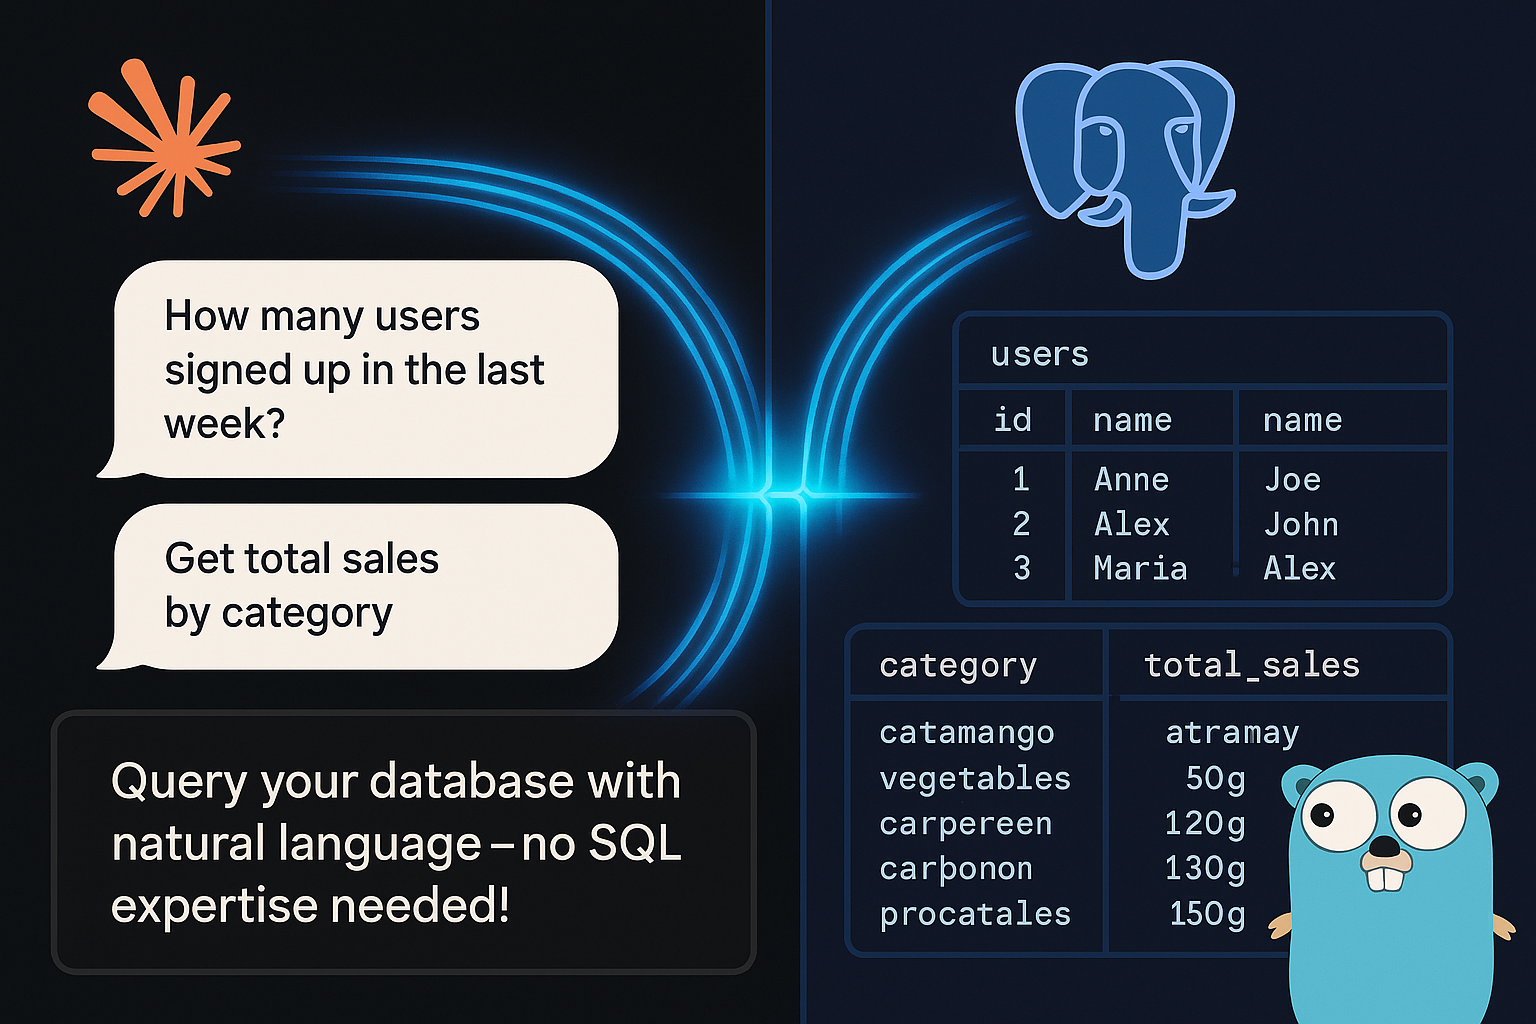 How many users
signed up in the last
week?
Get total sales
by category
Query your database with
natural language – no SQL
expertise needed!
users
id name name
1 Anne Joe
2 Alex John
3 Maria Alex
category total_sales
catamango atramay
vegetables 50g
carpereen 120g
carþonon 130g
procatales 150g